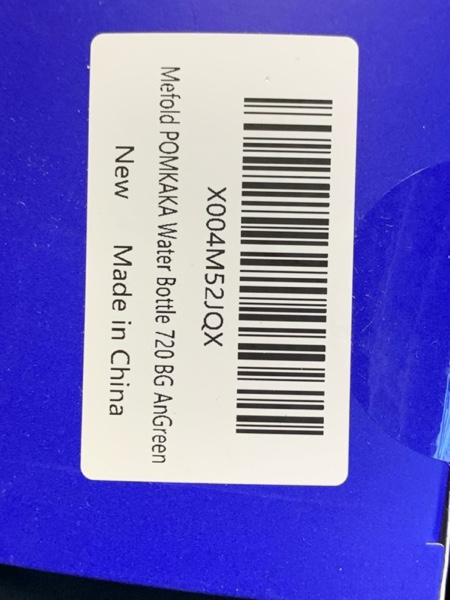 X004M52JQX
Mefold POMKAKA Water Bottle 720 BG AnGreen
New Made in China